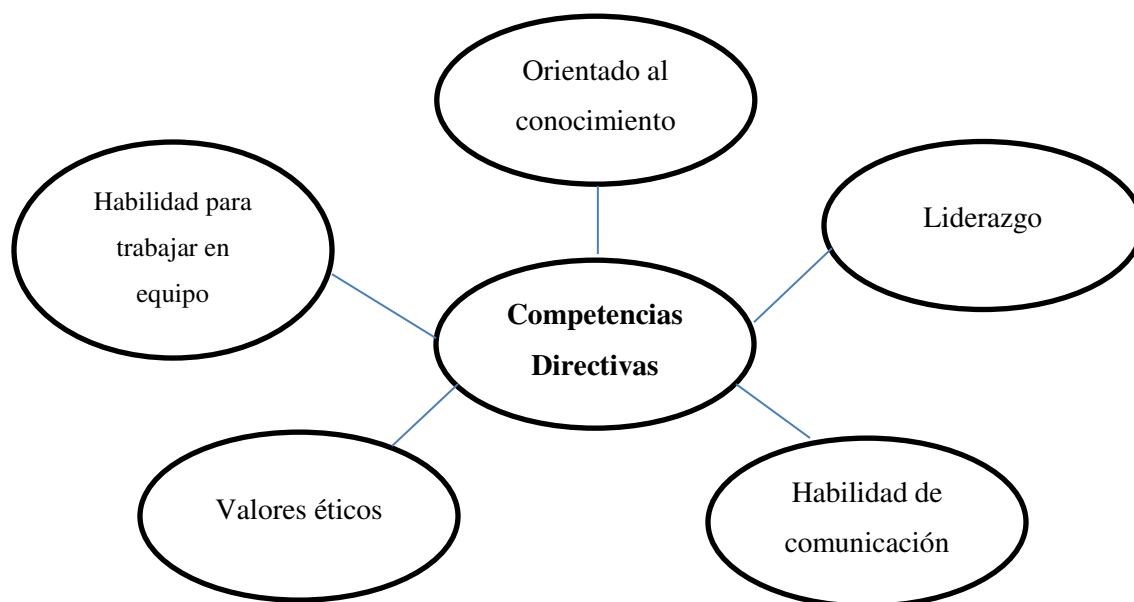 Orientado al
conocimiento
Habilidad para
trabajar en
equipo
Liderazgo
Competencias
Directivas
Valores éticos
Habilidad de
comunicación